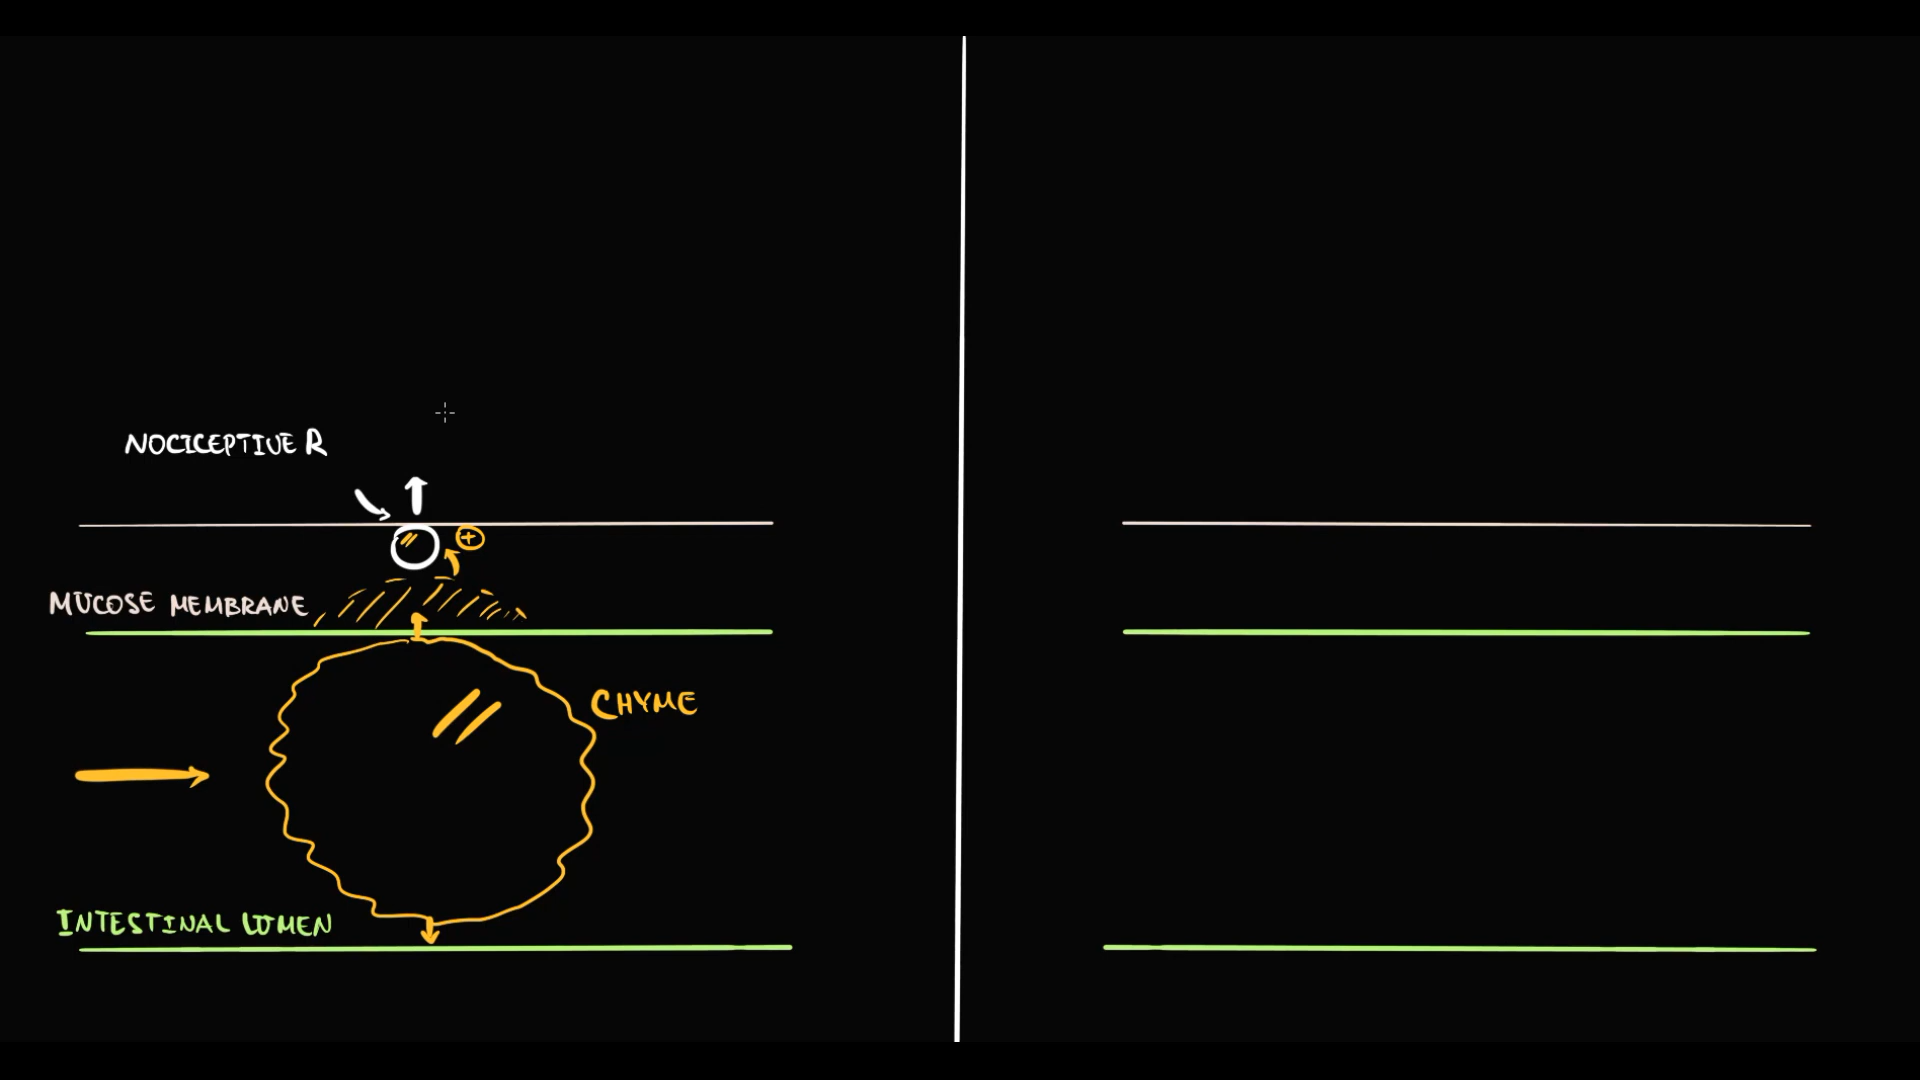 NOCICEPTIVE R
+
MUCOSE MEMBRANE
CHYME
INTESTINAL LUMEN